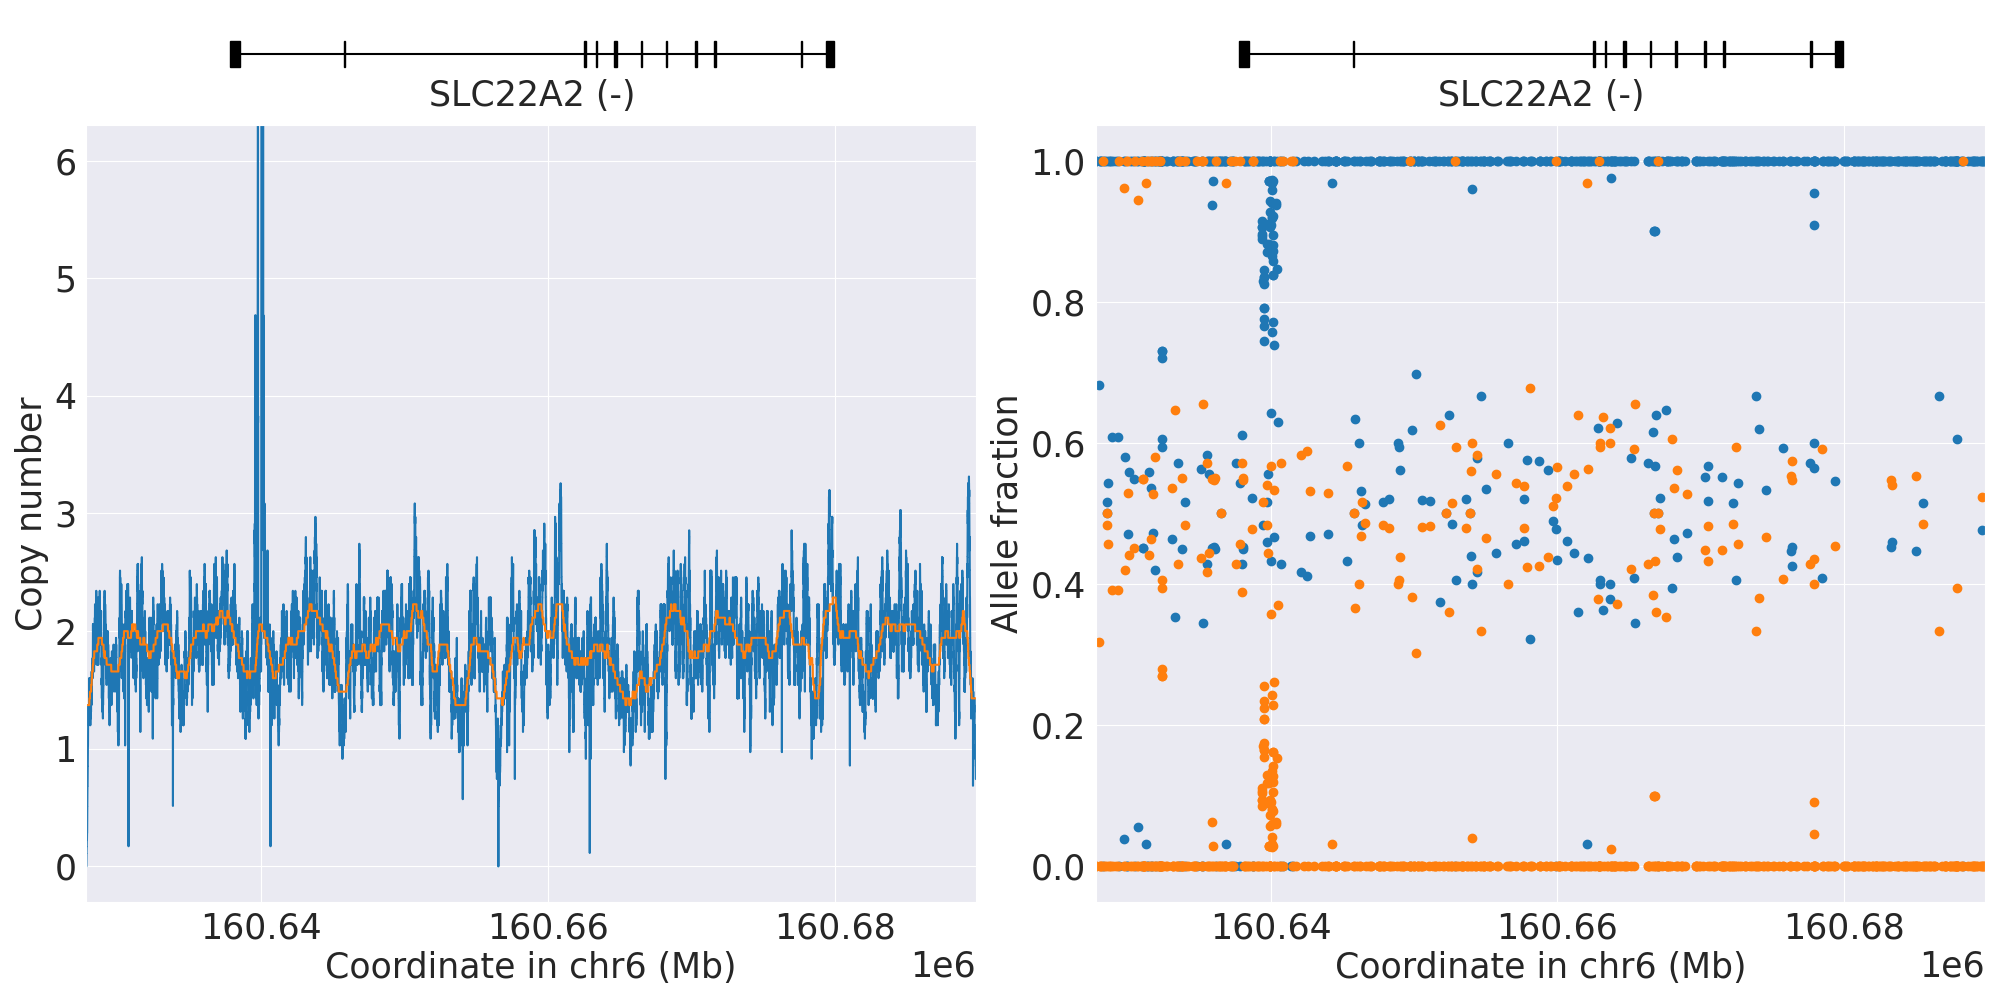 SLC22A2 (-)
6
5
4
3
2
1
0
Copy number
160.64
160.66
160.68
Coordinate in chr6 (Mb)
1e6
SLC22A2 (-)
1.0
0.8
0.6
0.4
0.2
0.0
Allele fraction
160.64
160.66
160.68
Coordinate in chr6 (Mb)
1e6